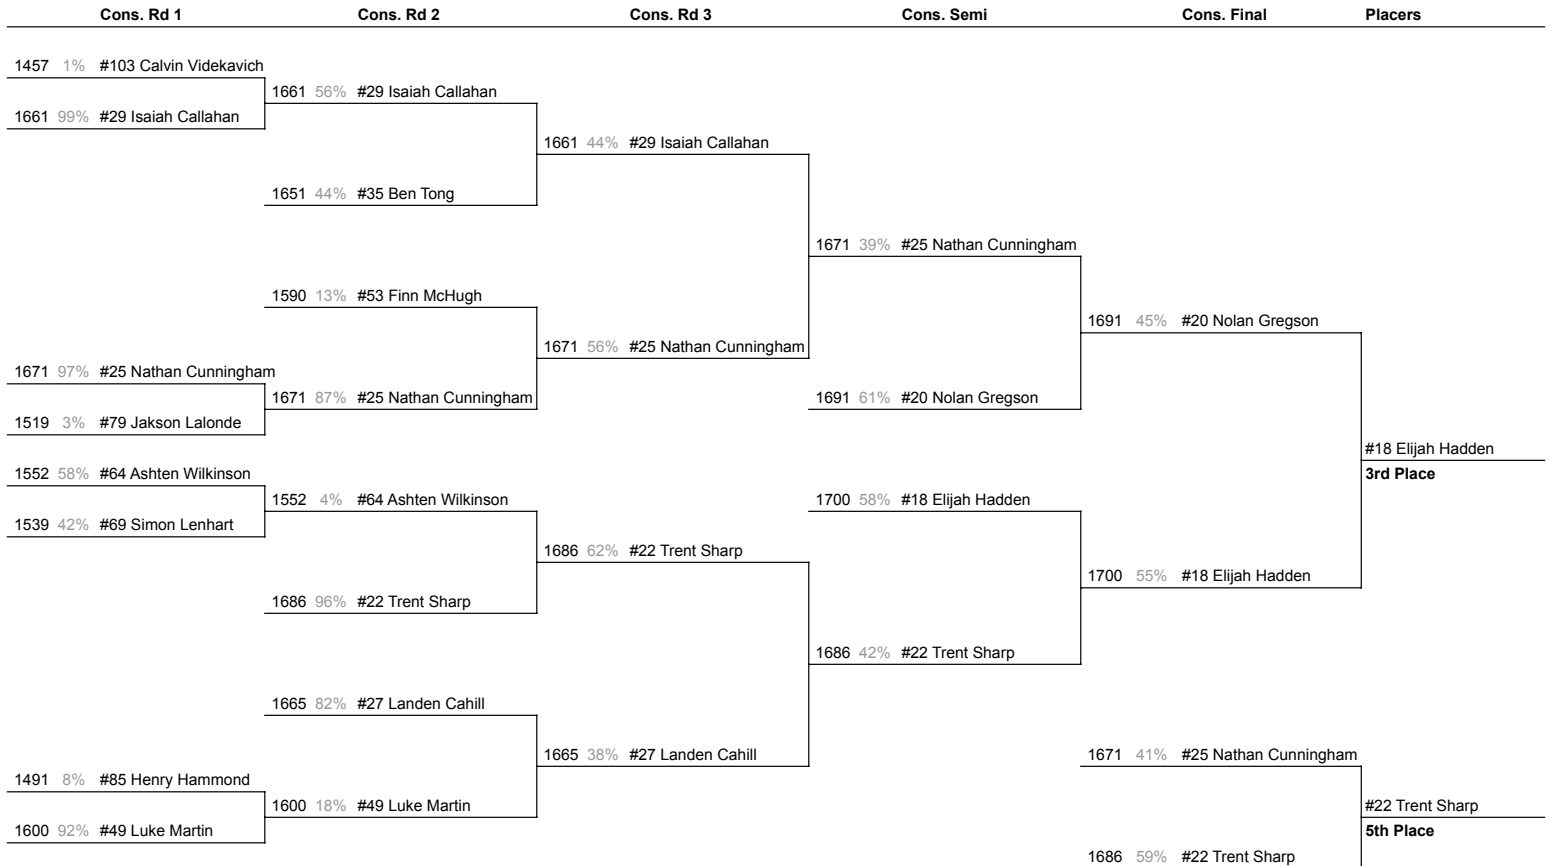 Cons. Rd 1 Cons. Rd 2 Cons. Rd 3 Cons. Semi Cons. Final Placers
1457 1% #103 Calvin Videkavich
1661 56% #29 Isaiah Callahan
1661 99% #29 Isaiah Callahan
1661 44% #29 Isaiah Callahan
1651 44% #35 Ben Tong
1671 39% #25 Nathan Cunningham
1590 13% #53 Finn McHugh
1691 45% #20 Nolan Gregson
1671 56% #25 Nathan Cunningham
1671 97% #25 Nathan Cunningham
1671 87% #25 Nathan Cunningham
1691 61% #20 Nolan Gregson
1519 3% #79 Jakson Lalonde
#18 Elijah Hadden
1552 58% #64 Ashten Wilkinson
3rd Place
1552 4% #64 Ashten Wilkinson
1700 58% #18 Elijah Hadden
1539 42% #69 Simon Lenhart
1686 62% #22 Trent Sharp
1700 55% #18 Elijah Hadden
1686 96% #22 Trent Sharp
1686 42% #22 Trent Sharp
1665 82% #27 Landen Cahill
1665 38% #27 Landen Cahill
1671 41% #25 Nathan Cunningham
1491 8% #85 Henry Hammond
1600 18% #49 Luke Martin
#22 Trent Sharp
1600 92% #49 Luke Martin
5th Place
1686 59% #22 Trent Sharp